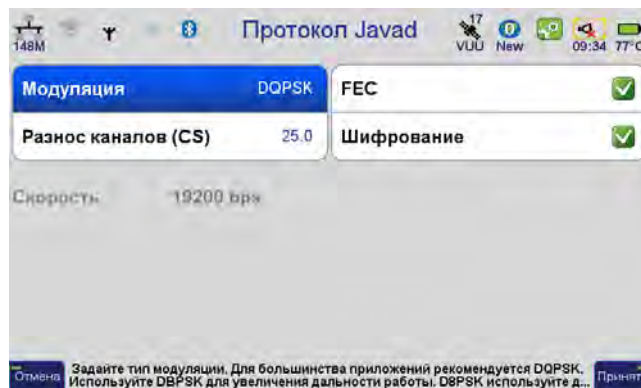 Протокол Javad
17
148M
VUU
New
09:34
77°C
Модуляция DQPSK
FEC
Разнос каналов (CS) 25.0
Шифрование
Скорость 19200 bps
Отмена
Задайте тип модуляции. Для большинства приложений рекомендуется DQPSK.
Используйте DBPSK для увеличения дальности работы. D8PSK используйте д...
Принят